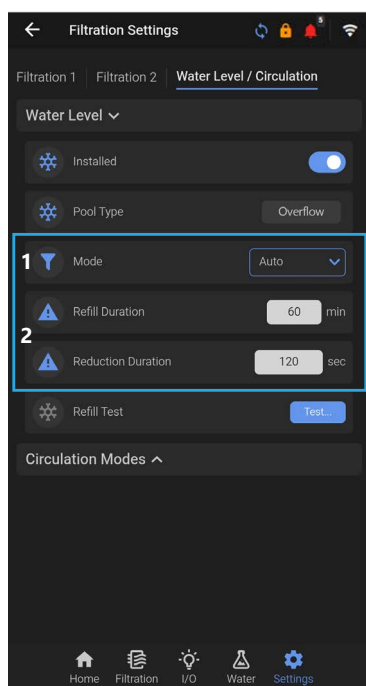 Filtration Settings
5
Filtration 1 Filtration 2 Water Level / Circulation
Water Level
Installed
Pool Type Overflow
1 Mode Auto
Refill Duration 60 min
2
Reduction Duration 120 sec
Refill Test Test...
Circulation Modes
Home Filtration I/O Water Settings